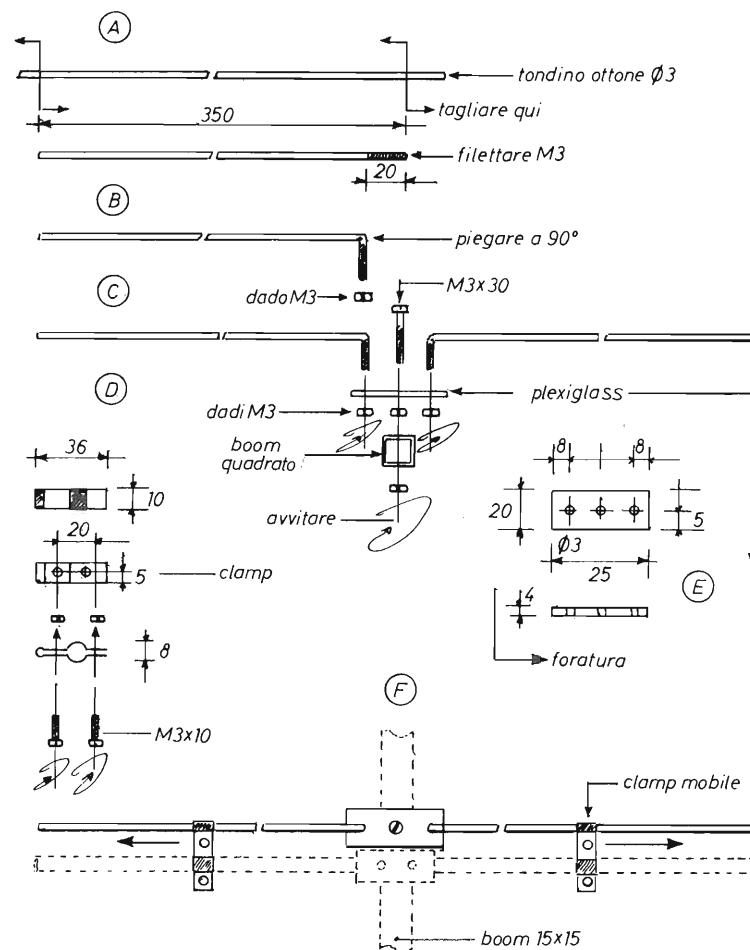 A
tondino ottone Ø3
tagliare qui
350
filettare M3
20
B
piegare a 90°
dado M3
M3x30
C
plexiglass
D
dadi M3
36
boom
quadrato
8
8
10
20
5
avvitare
20
Ø3
25
5
clamp
E
4
8
foratura
F
M3x10
clamp mobile
boom 15x15